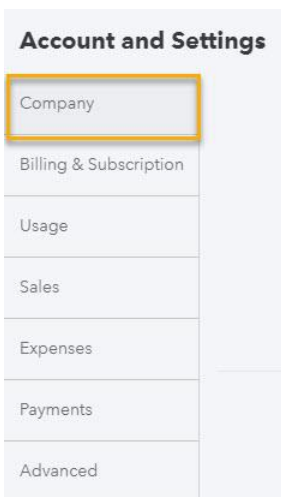 Account and Settings
Company
Billing & Subscription
Usage
Sales
Expenses
Payments
Advanced